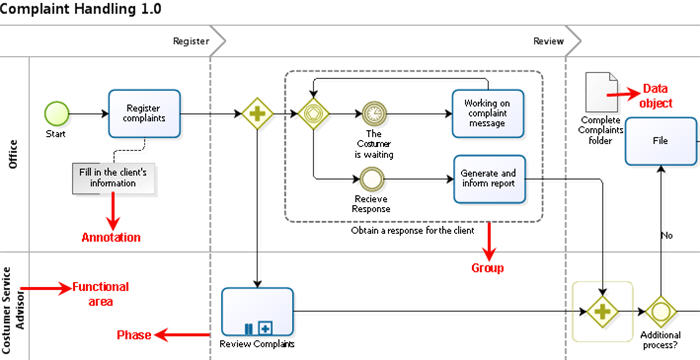 Complaint Handling 1.0
Register
Review
Office
Start
Register
complaints
Fill in the client's
information
Annotation
The
Costumer
is waiting
Working on
complaint
message
Recieve
Response
Generate and
inform report
Obtain a response for the client
Group
Complete
Complaints
folder
Data
object
File
No
Costumer Service
Advisor
Functional
area
Phase
Review Complaints
Additional
process?